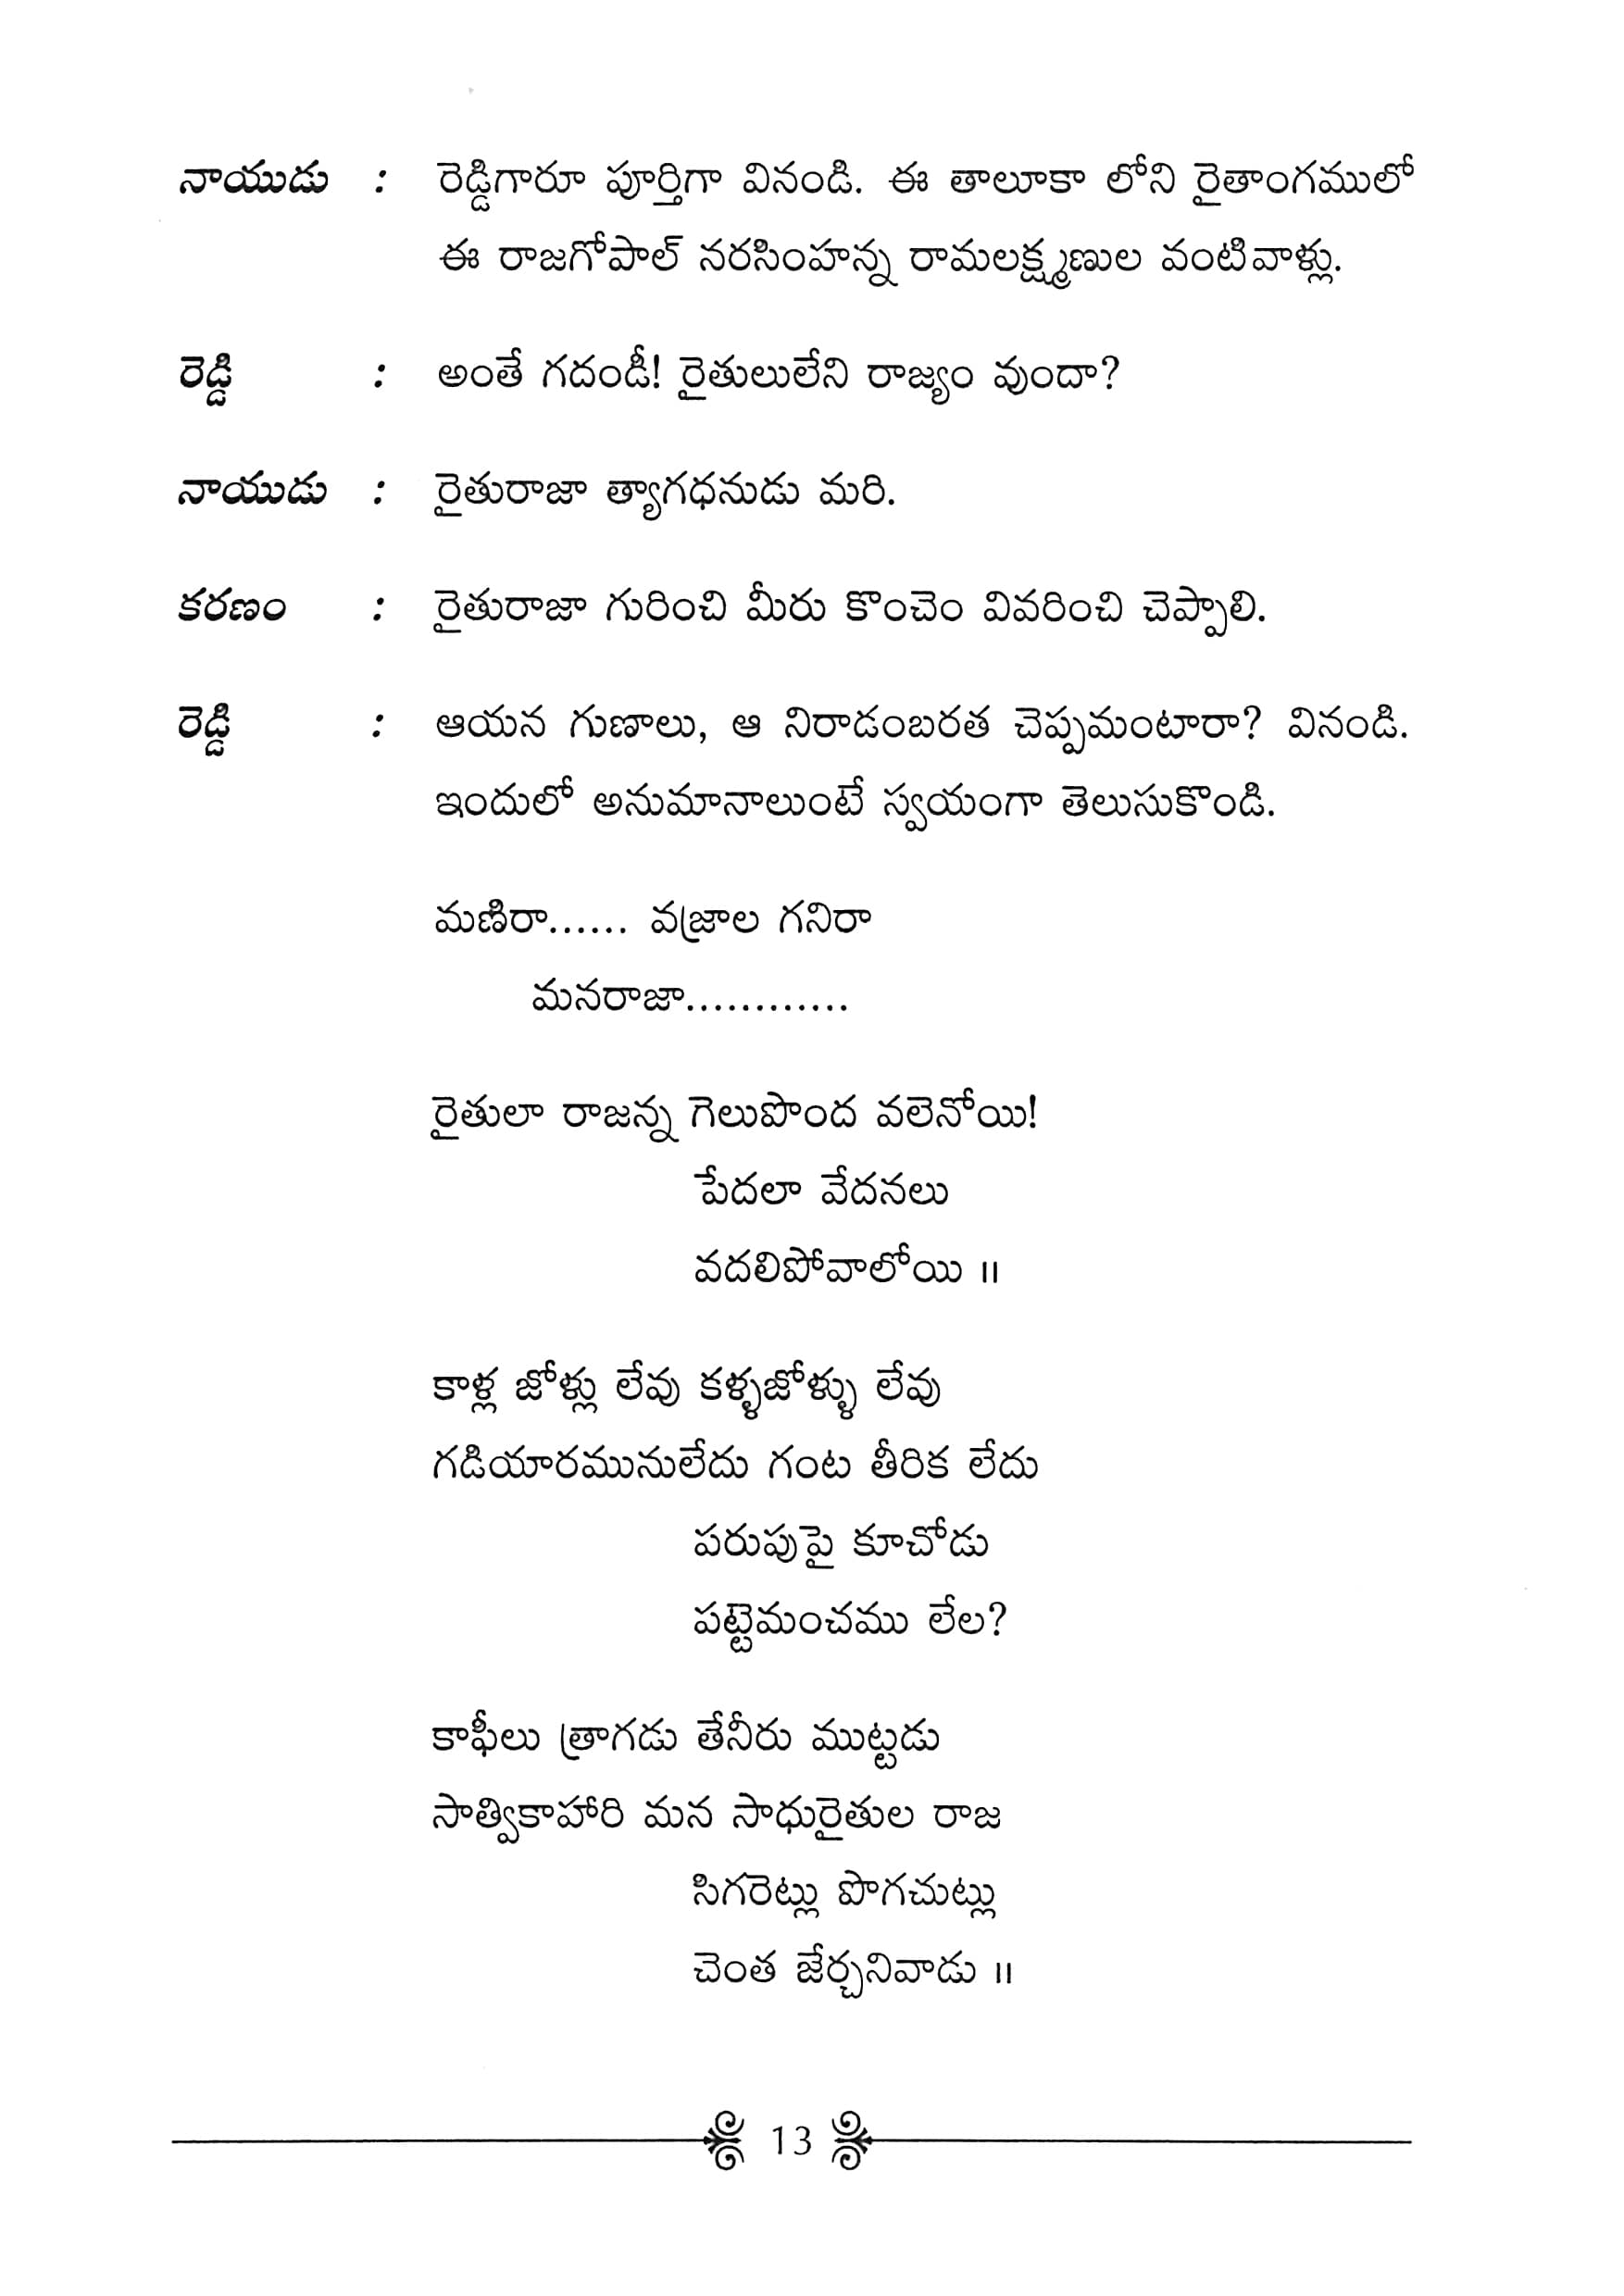 నాయుడు : రెడ్డిగారూ పూర్తిగా వినండి. ఈ తాలూకా లోని రైతాంగములో
ఈ రాజగోపాల్ నరసింహన్న రామలక్ష్మణుల వంటివాళ్లు.
రెడ్డి : అంతే గదండీ! రైతులులేని రాజ్యం వుందా?
నాయుడు : రైతురాజా త్యాగధనుడు మరి.
కరణం : రైతురాజా గురించి మీరు కొంచెం వివరించి చెప్పాలి.
రెడ్డి : ఆయన గుణాలు, ఆ నిరాడంబరత చెప్పమంటారా? వినండి.
ఇందులో అనుమానాలుంటే స్వయంగా తెలుసుకొండి.
మణిరా...... వజ్రాల గనిరా
మనరాజా............
రైతులా రాజన్న గెలుపొంద వలెనోయి!
పేదలా వేదనలు
వదలిపోవాలోయి ॥
కాళ్ల జోళ్లు లేవు కళ్ళజోళ్ళు లేవు
గడియారమునులేదు గంట తీరిక లేదు
పరుపుపై కూచోడు
పట్టెమంచము లేల?
కాఫీలు త్రాగడు తేనీరు ముట్టడు
సాత్వికాహారి మన సాధురైతుల రాజ
సిగరెట్లు పొగచుట్లు
చెంత జేర్చనివాడు ॥
13